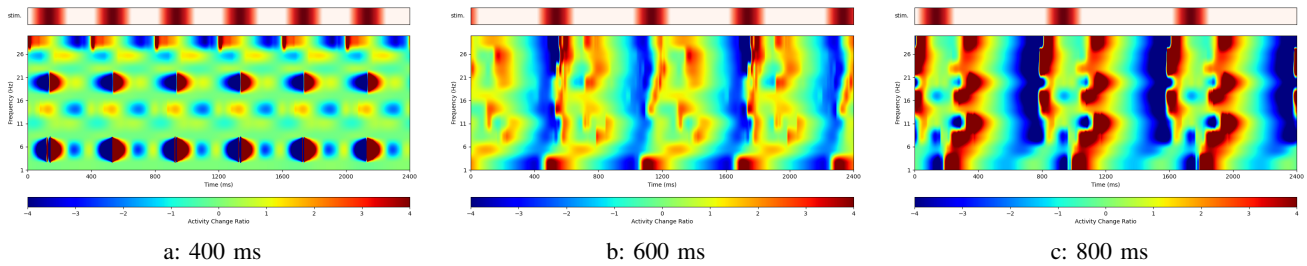 stim.
Frequency (Hz)
26
21
16
11
6
1
0 400 800 1200 1600 2000 2400
Time (ms)
−4 −3 −2 −1 0 1 2 3 4
Activity Change Ratio
a: 400 ms
stim.
Frequency (Hz)
26
21
16
11
6
1
0 400 800 1200 1600 2000 2400
Time (ms)
−4 −3 −2 −1 0 1 2 3 4
Activity Change Ratio
b: 600 ms
stim.
Frequency (Hz)
26
21
16
11
6
1
0 400 800 1200 1600 2000 2400
Time (ms)
−4 −3 −2 −1 0 1 2 3 4
Activity Change Ratio
c: 800 ms